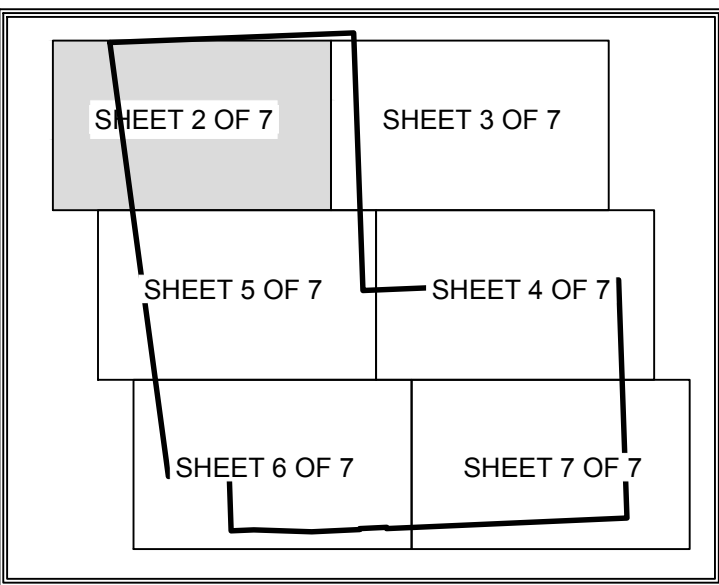 SHEET 2 OF 7
SHEET 3 OF 7
SHEET 5 OF 7
SHEET 4 OF 7
SHEET 6 OF 7
SHEET 7 OF 7